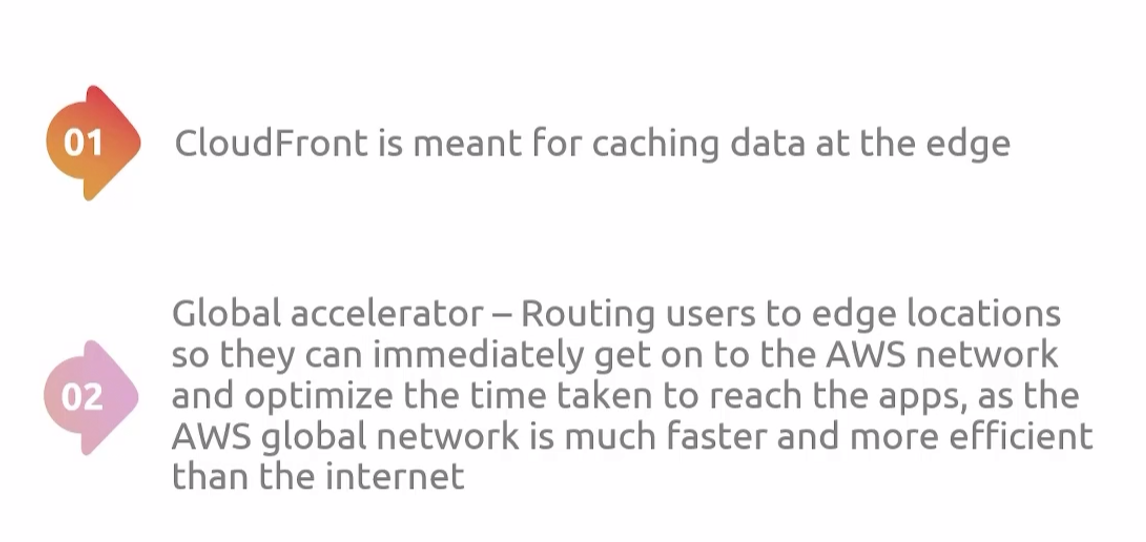 01
CloudFront is meant for caching data at the edge
02
Global accelerator – Routing users to edge locations
so they can immediately get on to the AWS network
and optimize the time taken to reach the apps, as the
AWS global network is much faster and more efficient
than the internet